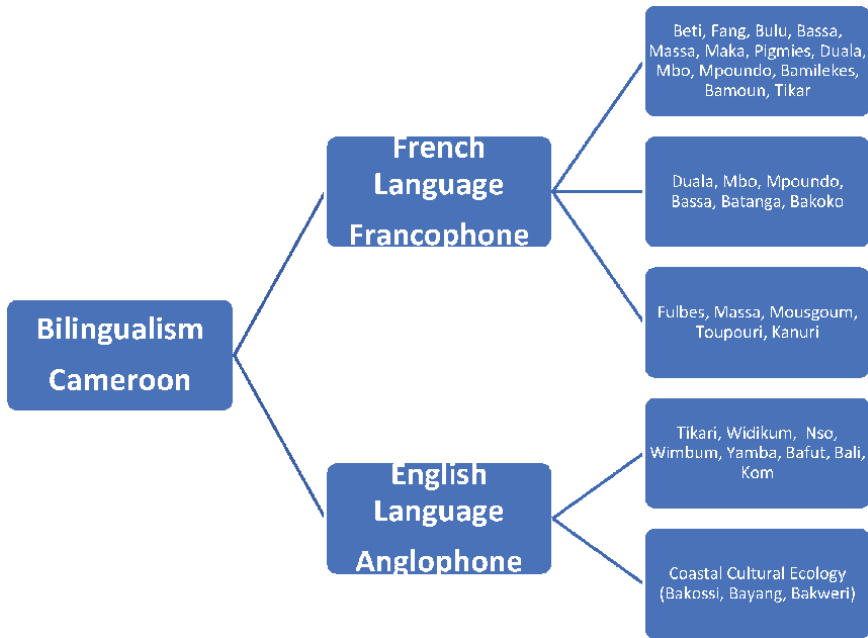 Bilingualism
Cameroon
French
Language
Francophone
Beti, Fang, Bulu, Bassa,
Massa, Maka, Pigmies, Duala,
Mbo, Mpoundo, Bamilekes,
Bamoun, Tikar
Duala, Mbo, Mpoundo,
Bassa, Batanga, Bakoko
Fulbes, Massa, Mousgoum,
Toupouri, Kanuri
English
Language
Anglophone
Tikari, Widikum, Nso,
Wimbum, Yamba, Bafut, Bali,
Kom
Coastal Cultural Ecology
(Bakossi, Bayang, Bakweri)